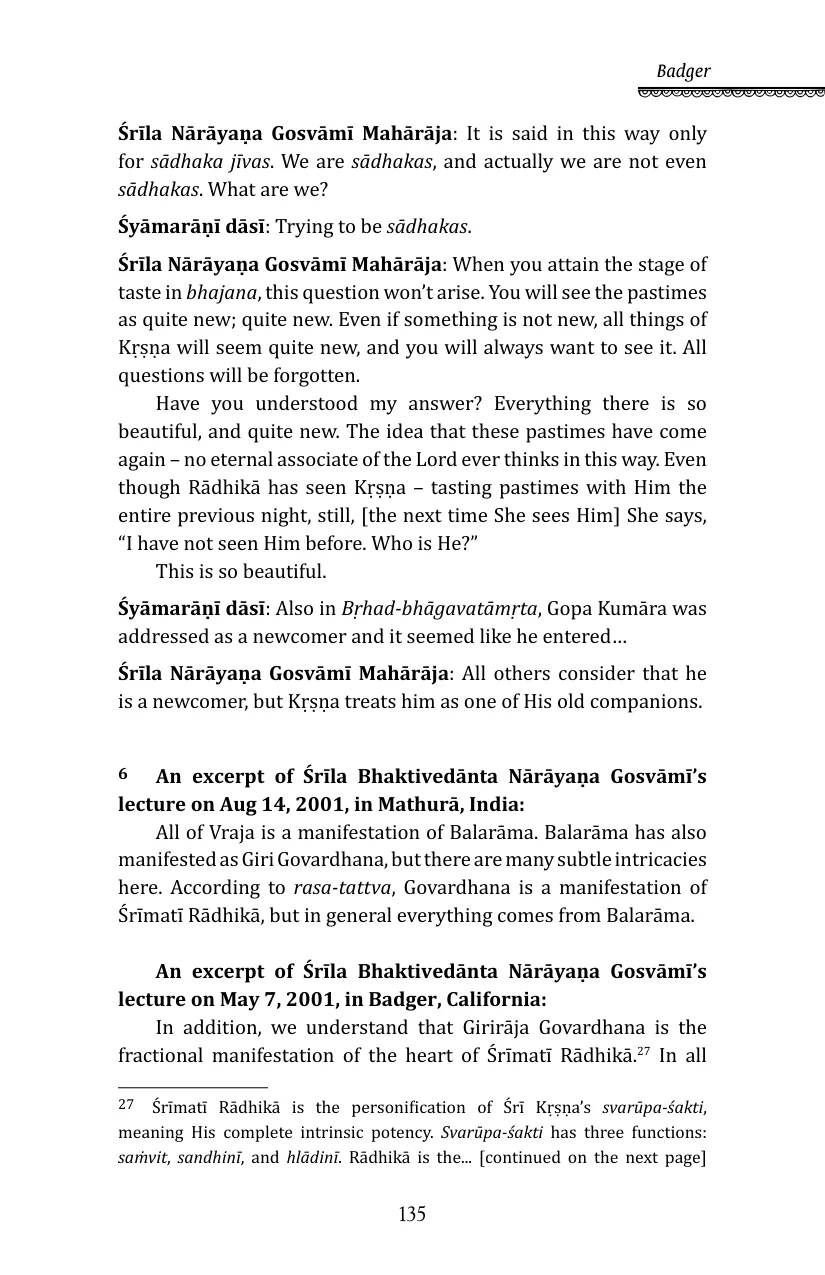 Badger
Śrīla Nārāyaṇa Gosvāmī Mahārāja: It is said in this way only
for sādhaka jīvas. We are sādhakas, and actually we are not even
sādhakas. What are we?
Śyāmarāṇī dāsī: Trying to be sādhakas.
Śrīla Nārāyaṇa Gosvāmī Mahārāja: When you attain the stage of
taste in bhajana, this question won’t arise. You will see the pastimes
as quite new; quite new. Even if something is not new, all things of
Kṛṣṇa will seem quite new, and you will always want to see it. All
questions will be forgotten.
Have you understood my answer? Everything there is so
beautiful, and quite new. The idea that these pastimes have come
again – no eternal associate of the Lord ever thinks in this way. Even
though Rādhikā has seen Kṛṣṇa – tasting pastimes with Him the
entire previous night, still, [the next time She sees Him] She says,
“I have not seen Him before. Who is He?”
This is so beautiful.
Śyāmarāṇī dāsī: Also in Bṛhad-bhāgavatāmṛta, Gopa Kumāra was
addressed as a newcomer and it seemed like he entered…
Śrīla Nārāyaṇa Gosvāmī Mahārāja: All others consider that he
is a newcomer, but Kṛṣṇa treats him as one of His old companions.
6 An excerpt of Śrīla Bhaktivedānta Nārāyaṇa Gosvāmī’s
lecture on Aug 14, 2001, in Mathurā, India:
All of Vraja is a manifestation of Balarāma. Balarāma has also
manifested as Giri Govardhana, but there are many subtle intricacies
here. According to rasa-tattva, Govardhana is a manifestation of
Śrīmatī Rādhikā, but in general everything comes from Balarāma.
An excerpt of Śrīla Bhaktivedānta Nārāyaṇa Gosvāmī’s
lecture on May 7, 2001, in Badger, California:
In addition, we understand that Girirāja Govardhana is the
fractional manifestation of the heart of Śrīmatī Rādhikā.27 In all
27 Śrīmatī Rādhikā is the personification of Śrī Kṛṣṇa’s svarūpa-śakti,
meaning His complete intrinsic potency. Svarūpa-śakti has three functions:
saṁvit, sandhinī, and hlādinī. Rādhikā is the... [continued on the next page]
135